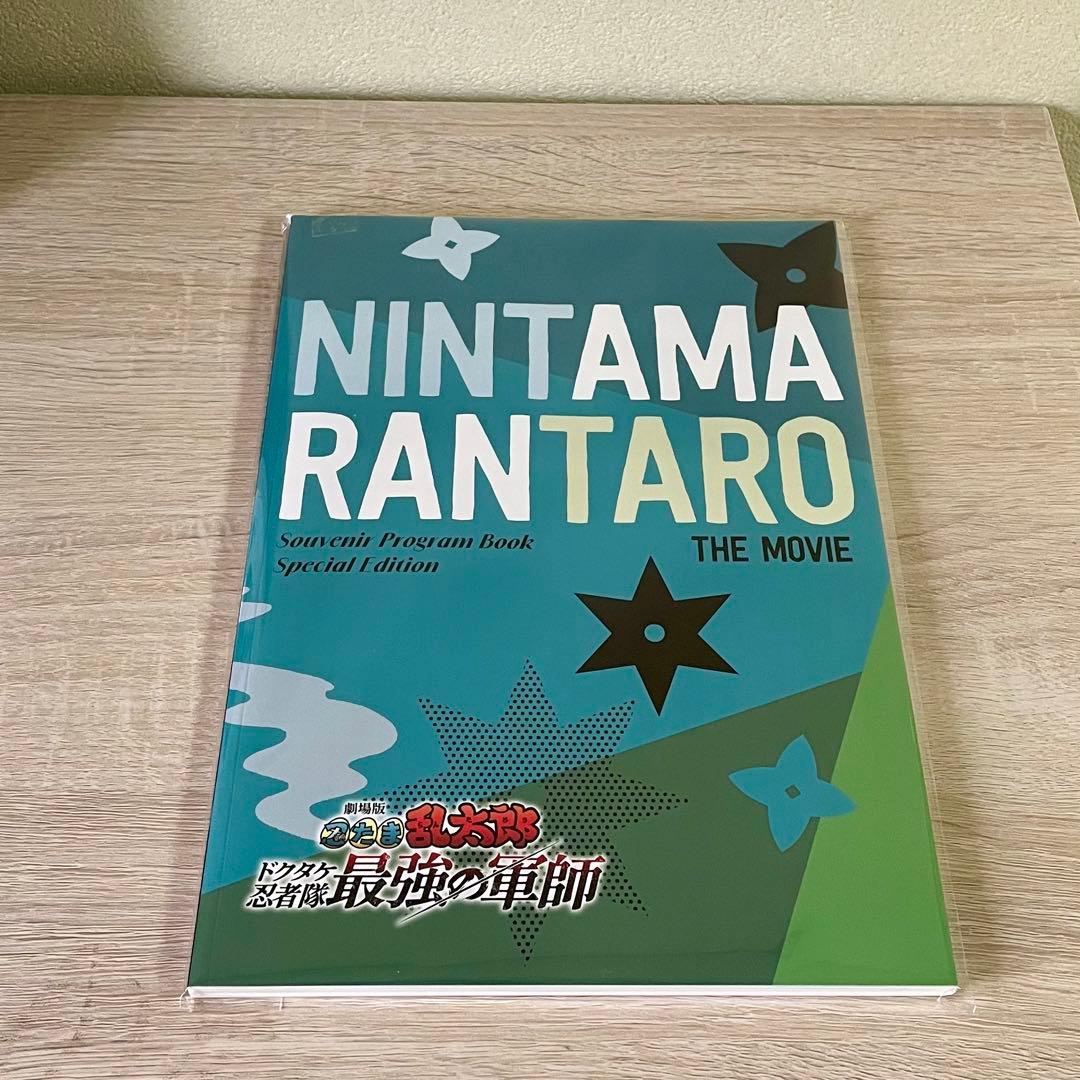 NINTAMA
RANTARO
Souvenir Program Book
Special Edition
THE MOVIE
劇場版
忍たま乱太郎
ドクタケ
忍者隊
最強の軍師